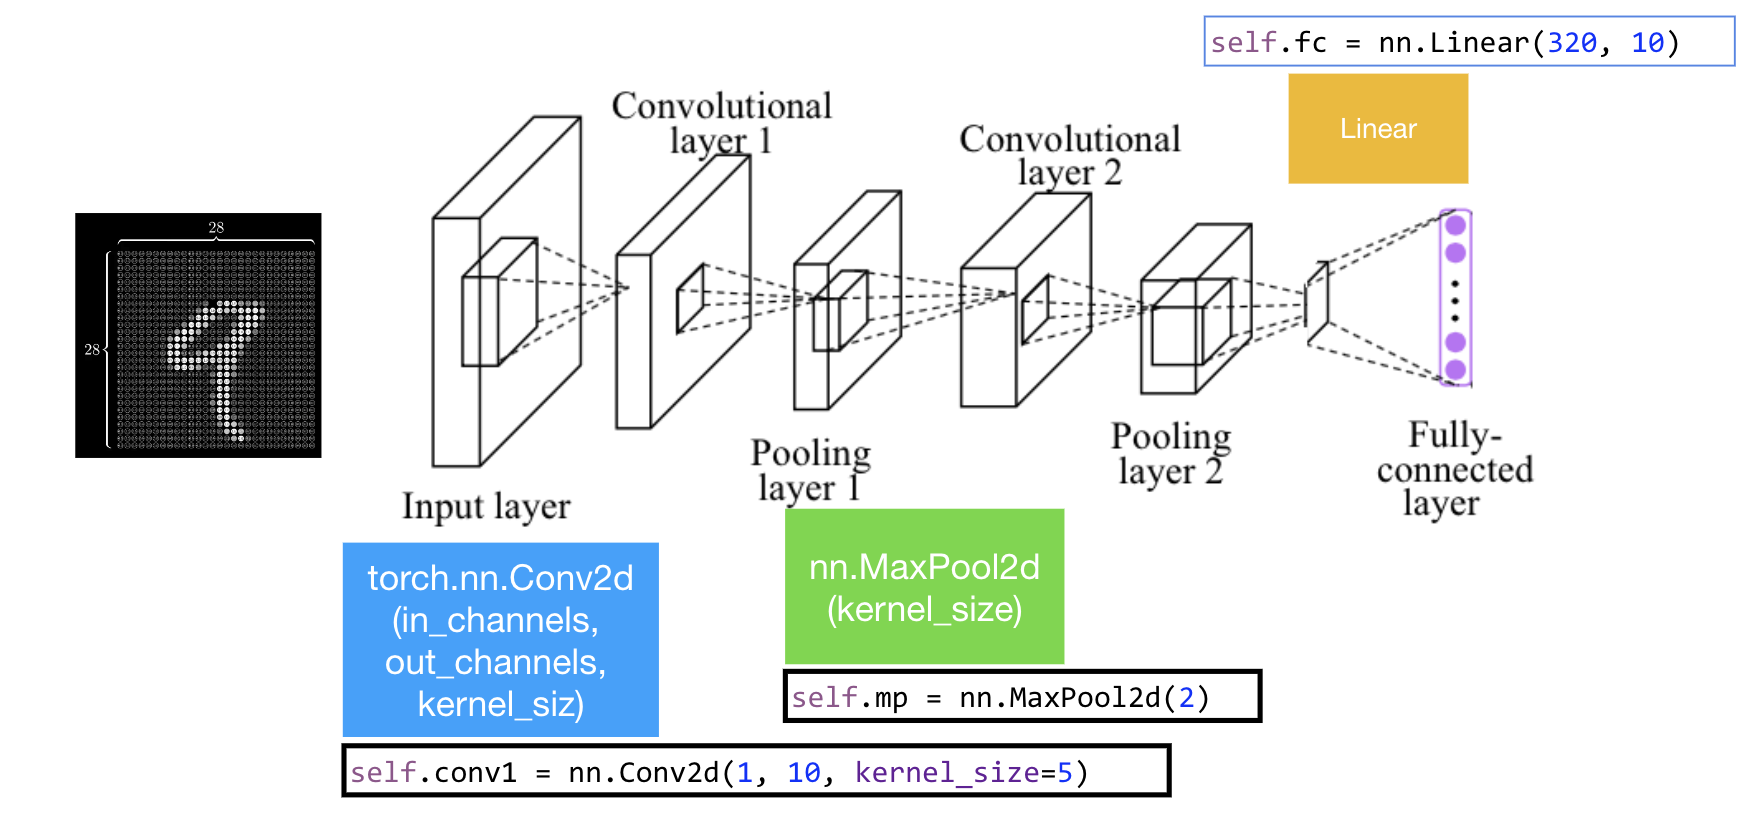 self.fc = nn.Linear(320, 10)
Linear
Convolutional
layer 1
Convolutional
layer 2
28
28
Pooling
layer 1
Pooling
layer 2
Fully-
connected
layer
Input layer
torch.nn.Conv2d
(in_channels,
out_channels,
kernel_siz)
nn.MaxPool2d
(kernel_size)
self.mp = nn.MaxPool2d(2)
self.conv1 = nn.Conv2d(1, 10, kernel_size=5)